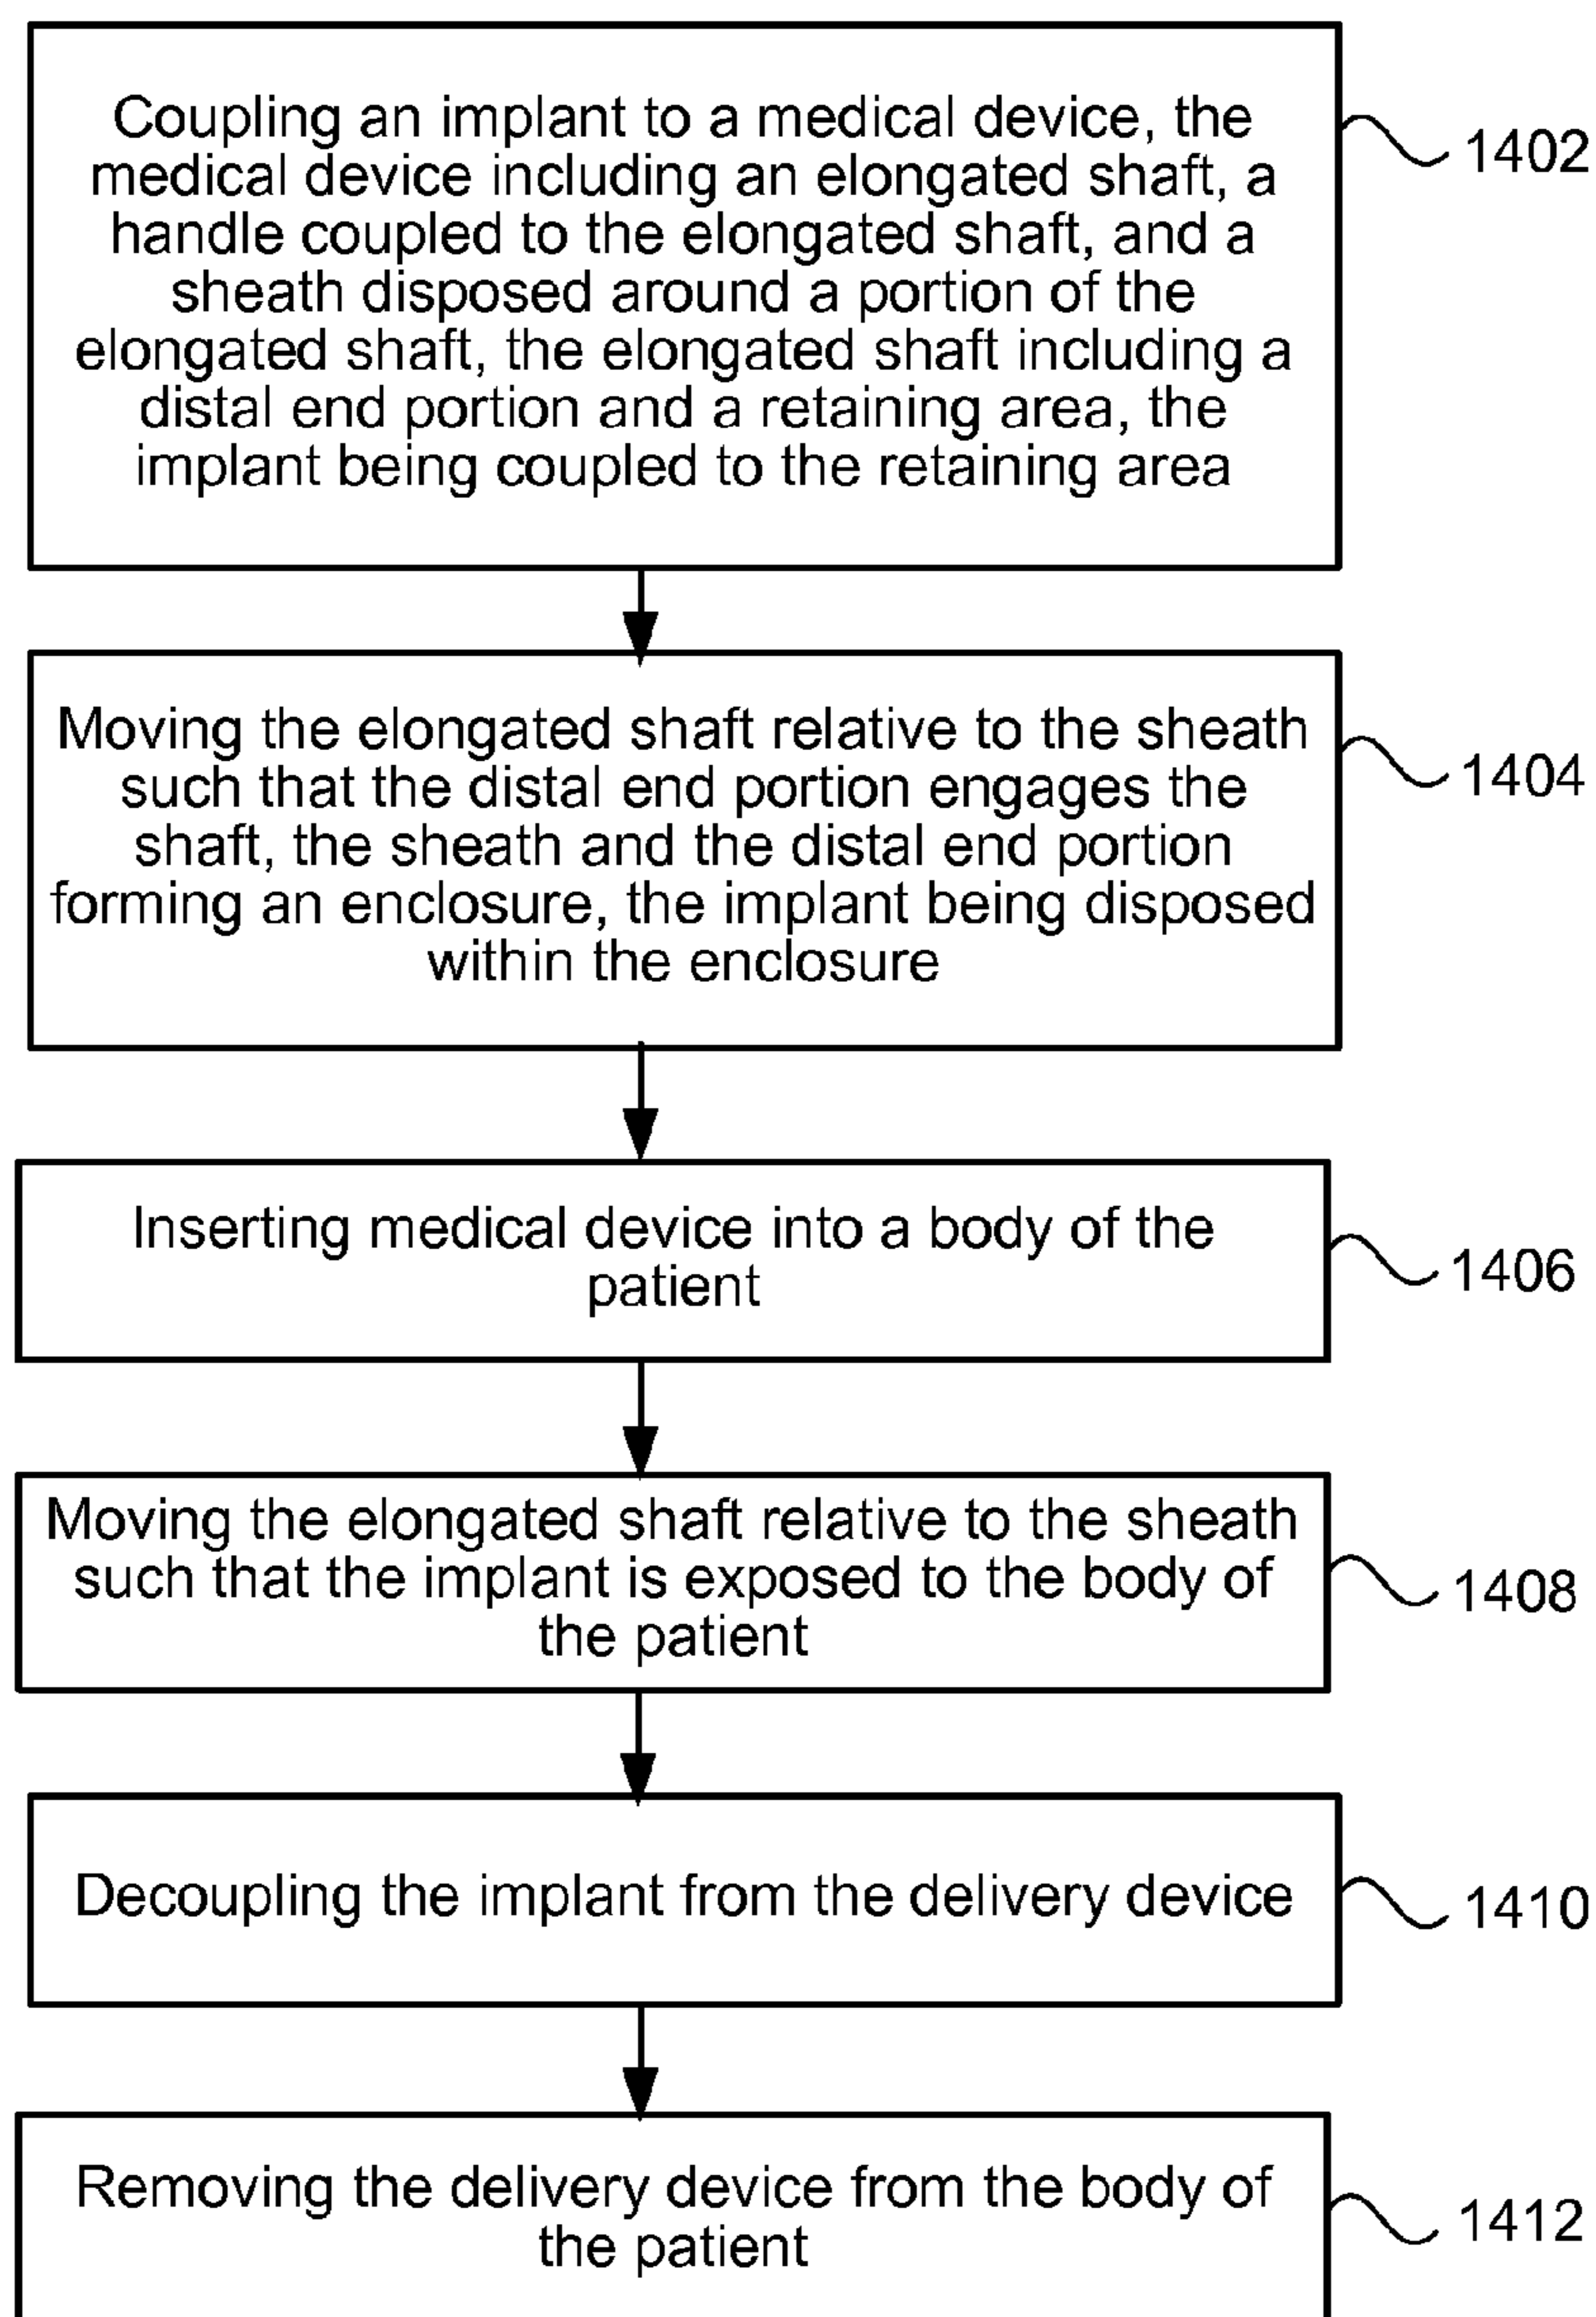 Coupling an implant to a medical device, the
medical device including an elongated shaft, a
handle coupled to the elongated shaft, and a
sheath disposed around a portion of the
elongated shaft, the elongated shaft including a
distal end portion and a retaining area, the
implant being coupled to the retaining area
1402
Moving the elongated shaft relative to the sheath
such that the distal end portion engages the
shaft, the sheath and the distal end portion
forming an enclosure, the implant being disposed
within the enclosure
1404
Inserting medical device into a body of the
patient
1406
Moving the elongated shaft relative to the sheath
such that the implant is exposed to the body of
the patient
1408
Decoupling the implant from the delivery device
1410
Removing the delivery device from the body of
the patient
1412